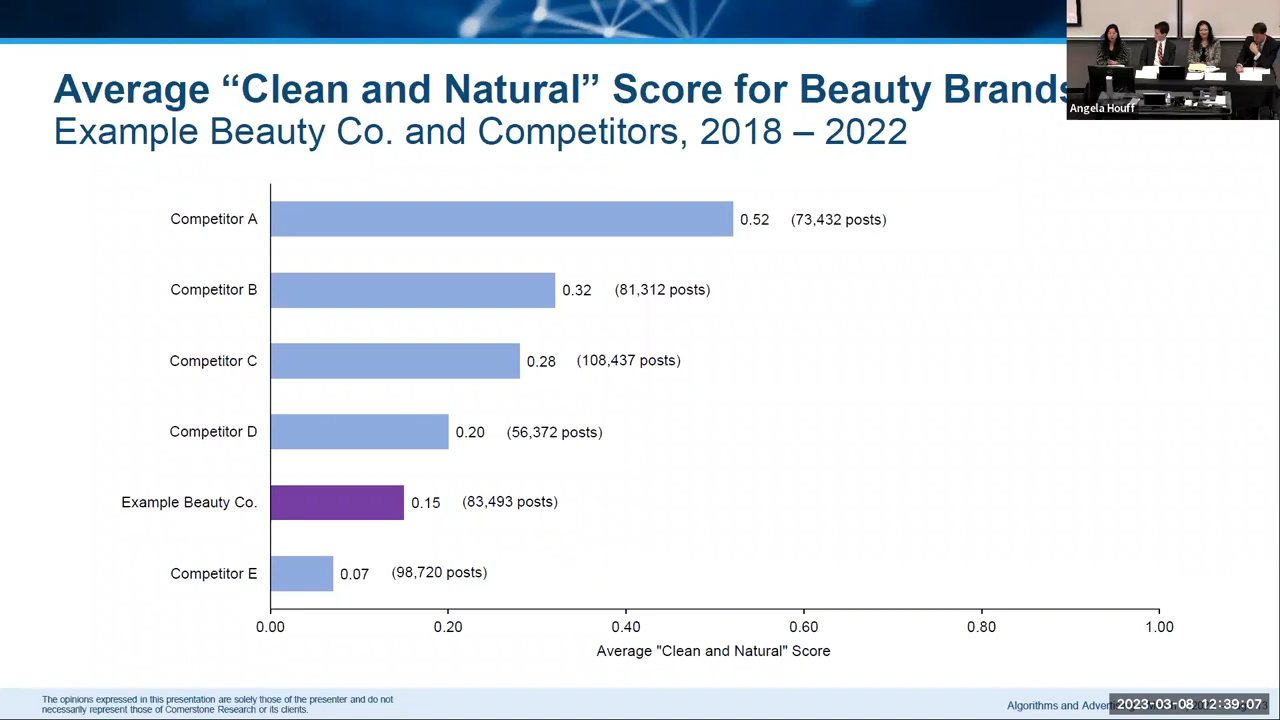 Average “Clean and Natural” Score for Beauty Brands
Example Beauty Co. and Competitors, 2018 – 2022
Angela Houff
Competitor A 0.52 (73,432 posts)
Competitor B 0.32 (81,312 posts)
Competitor C 0.28 (108,437 posts)
Competitor D 0.20 (56,372 posts)
Example Beauty Co. 0.15 (83,493 posts)
Competitor E 0.07 (98,720 posts)
0.00 0.20 0.40 0.60 0.80 1.00
Average "Clean and Natural" Score
The opinions expressed in this presentation are solely those of the presenter and do not
necessarily represent those of Cornerstone Research or its clients.
Algorithms and
2023-03-08 12:39:07